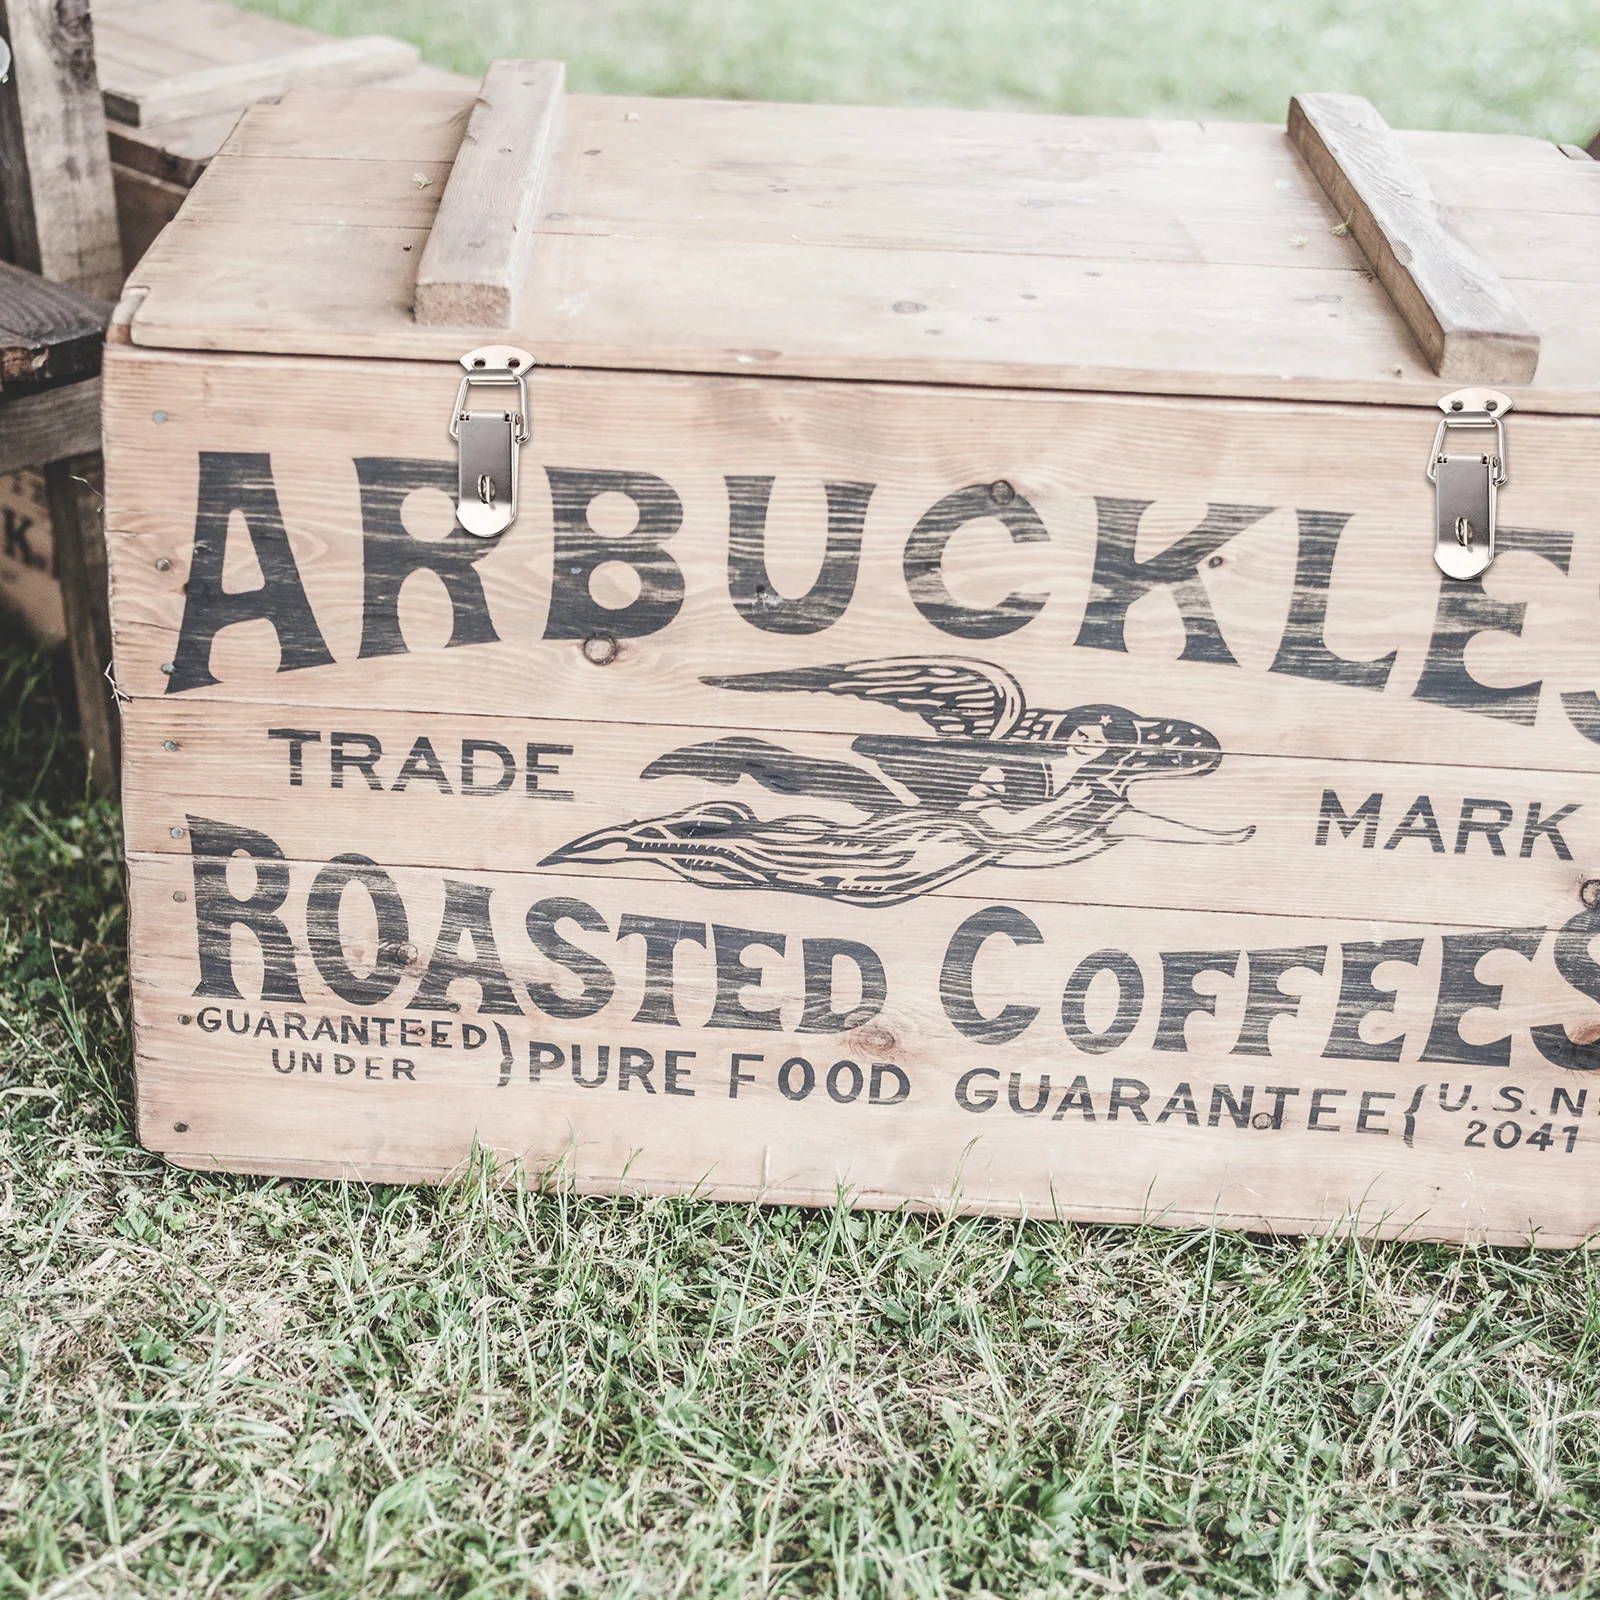 ARBUCKLES
TRADE MARK
ROASTED COFFEES
GUARANTEED UNDER } PURE FOOD GUARANTEE { U.S.N
2041
K.